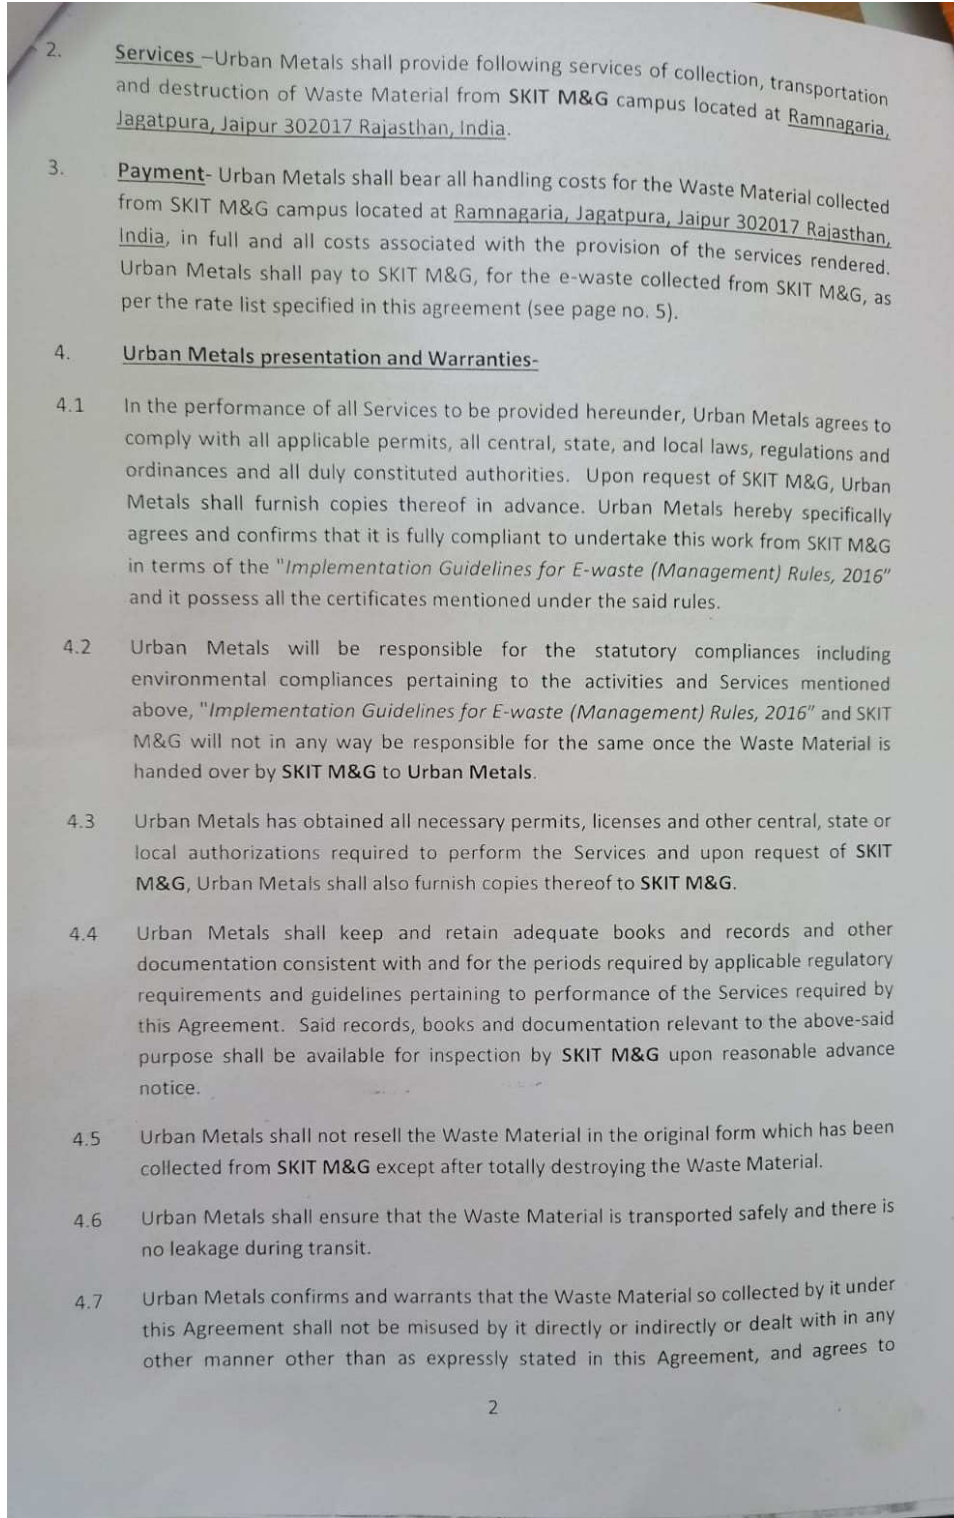 2. Services –Urban Metals shall provide following services of collection, transportation
and destruction of Waste Material from SKIT M&G campus located at Ramnagaria,
Jagatpura, Jaipur 302017 Rajasthan, India.
3. Payment- Urban Metals shall bear all handling costs for the Waste Material collected
from SKIT M&G campus located at Ramnagaria, Jagatpura, Jaipur 302017 Rajasthan,
India, in full and all costs associated with the provision of the services rendered.
Urban Metals shall pay to SKIT M&G, for the e-waste collected from SKIT M&G, as
per the rate list specified in this agreement (see page no. 5).
4. Urban Metals presentation and Warranties-
4.1 In the performance of all Services to be provided hereunder, Urban Metals agrees to
comply with all applicable permits, all central, state, and local laws, regulations and
ordinances and all duly constituted authorities. Upon request of SKIT M&G, Urban
Metals shall furnish copies thereof in advance. Urban Metals hereby specifically
agrees and confirms that it is fully compliant to undertake this work from SKIT M&G
in terms of the "Implementation Guidelines for E-waste (Management) Rules, 2016"
and it possess all the certificates mentioned under the said rules.
4.2 Urban Metals will be responsible for the statutory compliances including
environmental compliances pertaining to the activities and Services mentioned
above, "Implementation Guidelines for E-waste (Management) Rules, 2016" and SKIT
M&G will not in any way be responsible for the same once the Waste Material is
handed over by SKIT M&G to Urban Metals.
4.3 Urban Metals has obtained all necessary permits, licenses and other central, state or
local authorizations required to perform the Services and upon request of SKIT
M&G, Urban Metals shall also furnish copies thereof to SKIT M&G.
4.4 Urban Metals shall keep and retain adequate books and records and other
documentation consistent with and for the periods required by applicable regulatory
requirements and guidelines pertaining to performance of the Services required by
this Agreement. Said records, books and documentation relevant to the above-said
purpose shall be available for inspection by SKIT M&G upon reasonable advance
notice.
4.5 Urban Metals shall not resell the Waste Material in the original form which has been
collected from SKIT M&G except after totally destroying the Waste Material.
4.6 Urban Metals shall ensure that the Waste Material is transported safely and there is
no leakage during transit.
4.7 Urban Metals confirms and warrants that the Waste Material so collected by it under
this Agreement shall not be misused by it directly or indirectly or dealt with in any
other manner other than as expressly stated in this Agreement, and agrees to
2